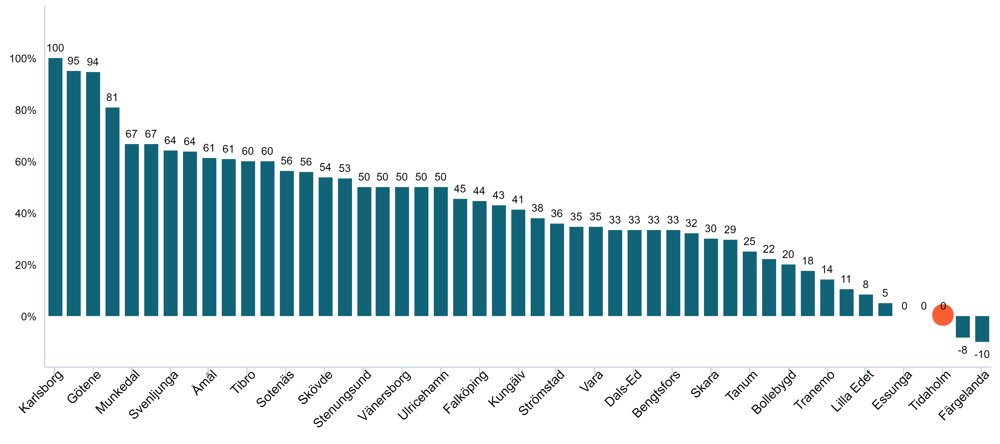 100%
80%
60%
40%
20%
0%
100
95
94
81
67
67
64
64
61
61
60
60
56
56
54
53
50
50
50
50
50
45
44
43
41
38
36
35
35
33
33
33
33
32
30
29
25
22
20
18
14
11
8
5
0
0
0
-8
-10
Karlsborg
Götene
Munkedal
Svenljunga
Åmål
Tibro
Sotenäs
Skövde
Stenungsund
Vänersborg
Ulricehamn
Falköping
Kungälv
Strömstad
Vara
Dals-Ed
Bengtsfors
Skara
Tanum
Bollebygd
Tranemo
Lilla Edet
Essunga
Tidaholm
Färgelanda